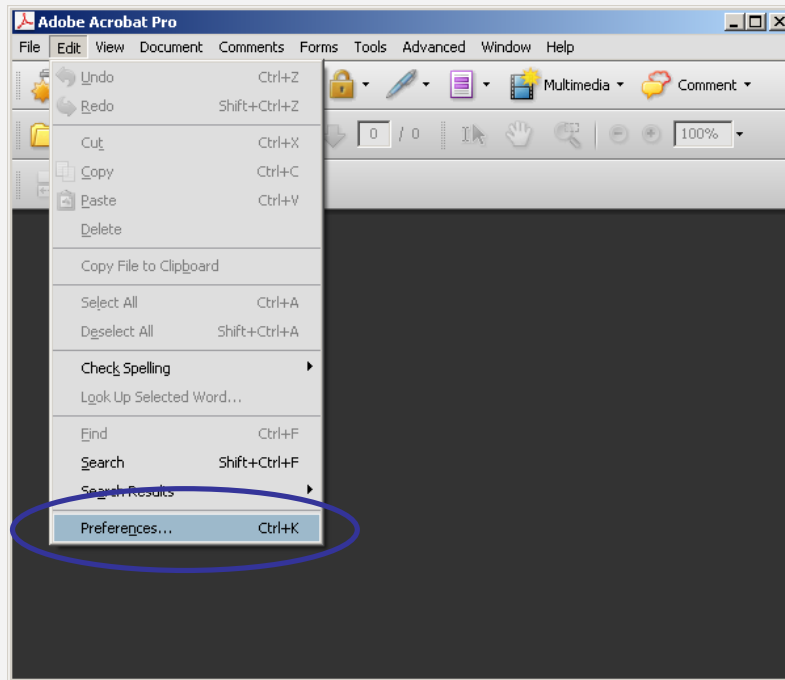 Adobe Acrobat Pro
File Edit View Document Comments Forms Tools Advanced Window Help
Undo Ctrl+Z
Multimedia Comment
Redo Shift+Ctrl+Z
Cut Ctrl+X
0 / 0 100%
Copy Ctrl+C
Paste Ctrl+V
Delete
Copy File to Clipboard
Select All Ctrl+A
Deselect All Shift+Ctrl+A
Check Spelling
Look Up Selected Word...
Find Ctrl+F
Search Shift+Ctrl+F
Search Results
Preferences... Ctrl+K